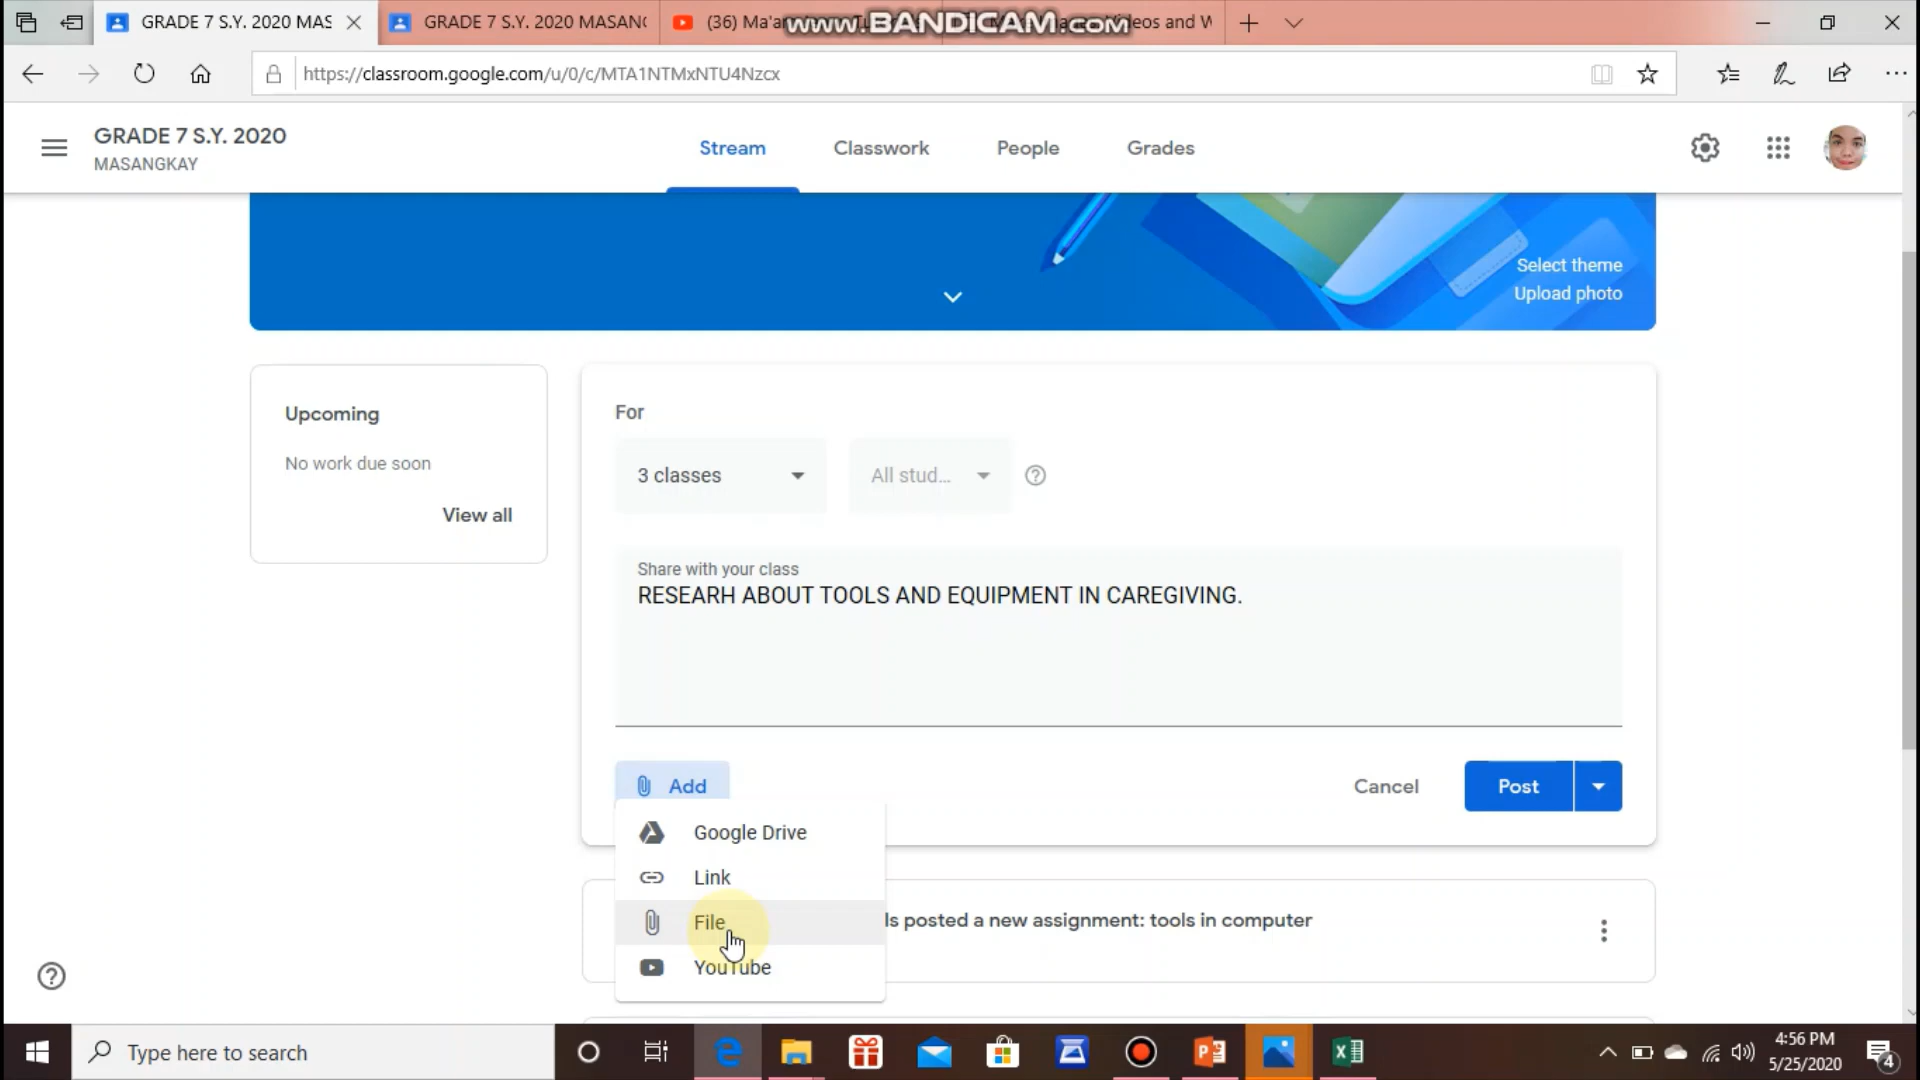 GRADE 7 S.Y. 2020 MAS
GRADE 7 S.Y. 2020 MASAN
(36) Ma'am
www.BANDICAM.com
https://classroom.google.com/u/0/c/MTA1NTMxNTU4Nzcx
GRADE 7 S.Y. 2020
MASANGKAY
Stream
Classwork
People
Grades
Select theme
Upload photo
Upcoming
No work due soon
View all
For
3 classes
All stud...
Share with your class
RESEARH ABOUT TOOLS AND EQUIPMENT IN CAREGIVING.
Add
Cancel
Post
Google Drive
Link
File
YouTube
ls posted a new assignment: tools in computer
Type here to search
4:56 PM
5/25/2020
4